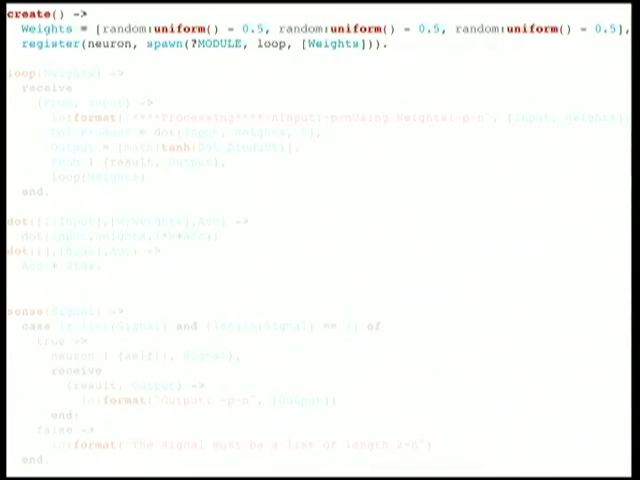 create() ->
Weights = [random:uniform() - 0.5, random:uniform() - 0.5, random:uniform() - 0.5],
register(neuron, spawn(?MODULE, loop, [Weights])).
loop(Weights) ->
receive
{From, Input} ->
io:format("****Processing****~nInput:~p~nUsing Weights:~p~n", [Input, Weights]),
Dot_Product = dot(Input, Weights, 0),
Output = [math:tanh(Dot_Product)],
From ! {result, Output},
loop(Weights)
end.
dot([I|Input],[W|Weights],Acc) ->
dot(Input,Weights,I*W+Acc);
dot([],[Bias],Acc) ->
Acc + Bias.
sense(Signal) ->
case is_list(Signal) and (length(Signal) == 2) of
true ->
neuron ! {self(), Signal},
receive
{result, Output} ->
io:format("Output: ~p~n", [Output])
end;
false ->
io:format("The Signal must be a list of length 2~n")
end.